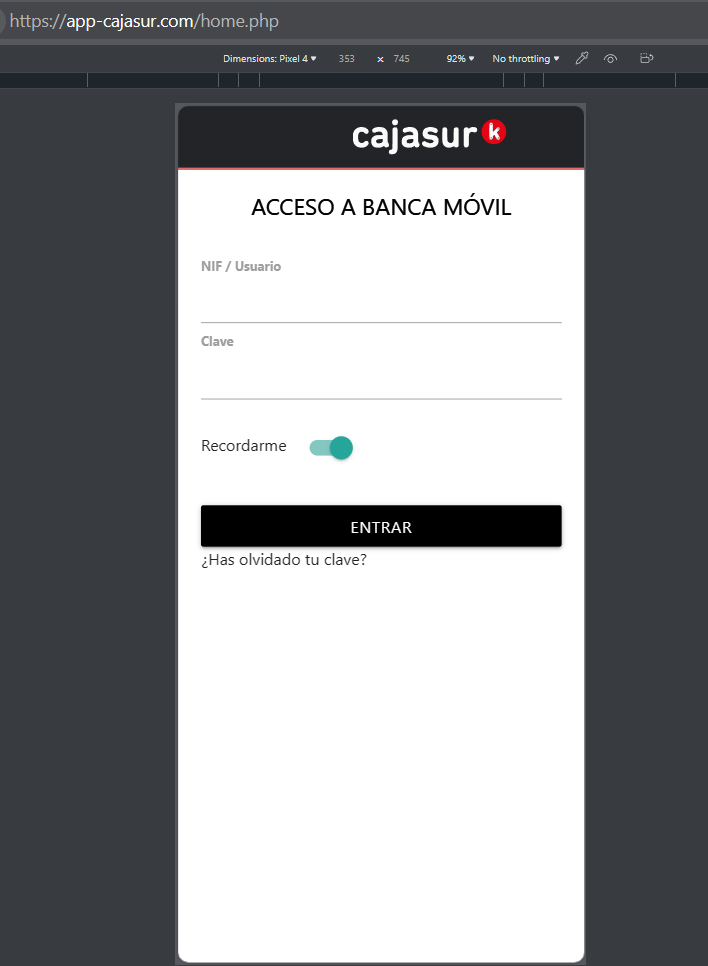 https://app-cajasur.com/home.php
Dimensions: Pixel 4 ▾ 353 x 745 92% ▾ No throttling ▾
cajasur k
ACCESO A BANCA MÓVIL
NIF / Usuario
Clave
Recordarme
ENTRAR
¿Has olvidado tu clave?